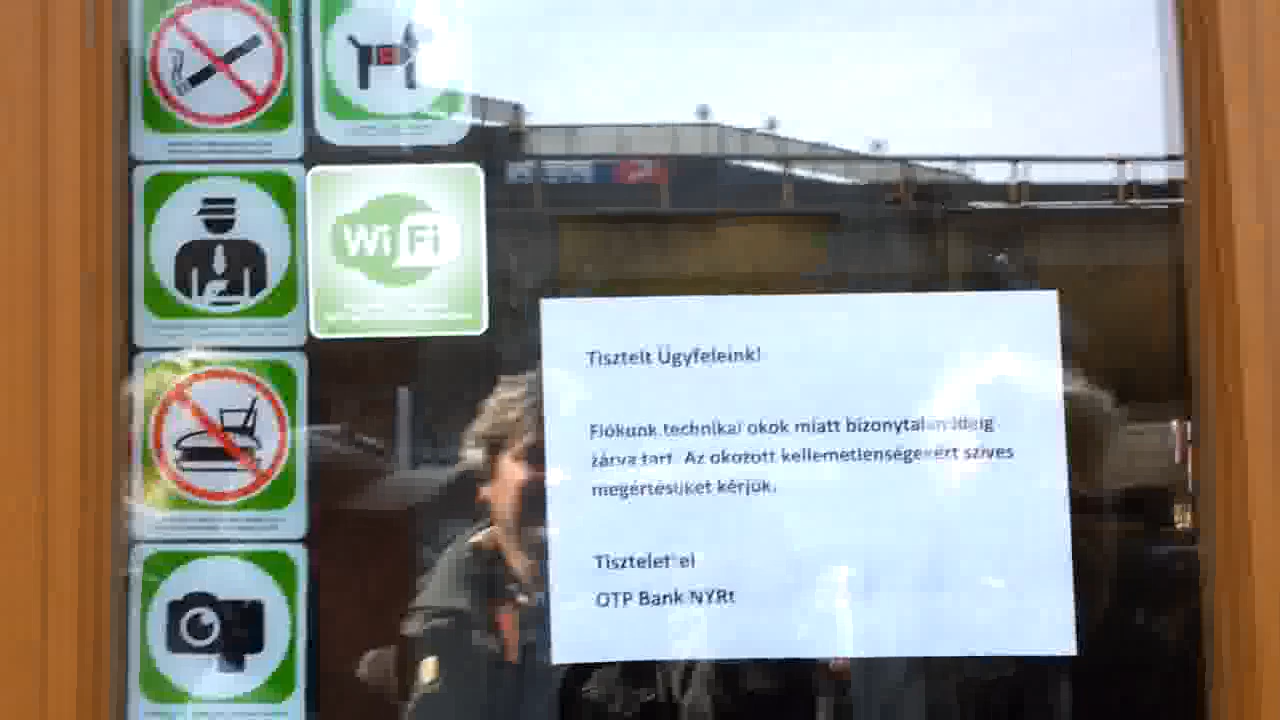 WiFi
Tisztelt Ügyfeleink!
Fiókunk technikai okok miatt bizonytalan ideig
zárva tart. Az okozott kellemetlenségekért szíves
megértésüket kérjük.
Tisztelettel
OTP Bank NYRt